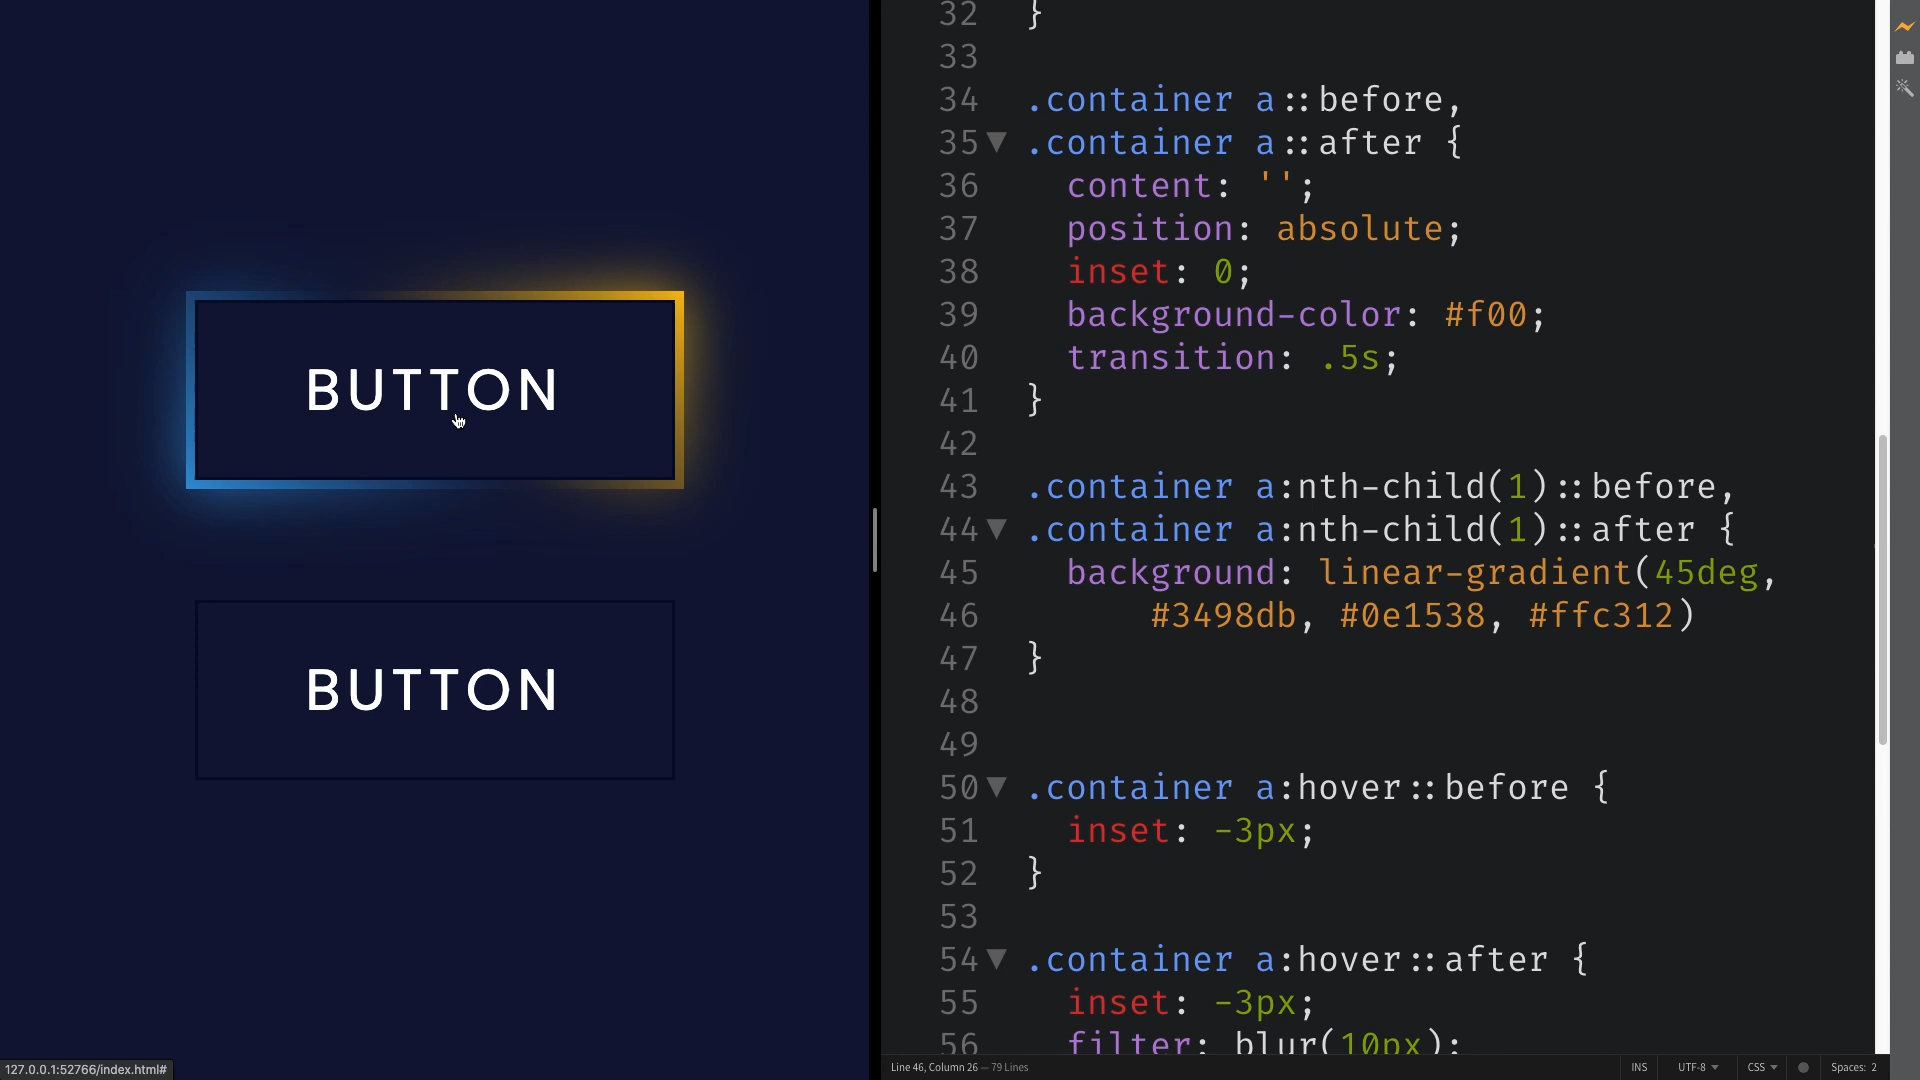 BUTTON
BUTTON
127.0.0.1:52766/index.html#
32 }
33
34 .container a::before,
35 .container a::after {
36 content: '';
37 position: absolute;
38 inset: 0;
39 background-color: #f00;
40 transition: .5s;
41 }
42
43 .container a:nth-child(1)::before,
44 .container a:nth-child(1)::after {
45 background: linear-gradient(45deg,
46 #3498db, #0e1538, #ffc312)
47 }
48
49
50 .container a:hover::before {
51 inset: -3px;
52 }
53
54 .container a:hover::after {
55 inset: -3px;
56 filter: blur(10px);
Line 46, Column 26 — 79 Lines
INS UTF-8 CSS Spaces: 2